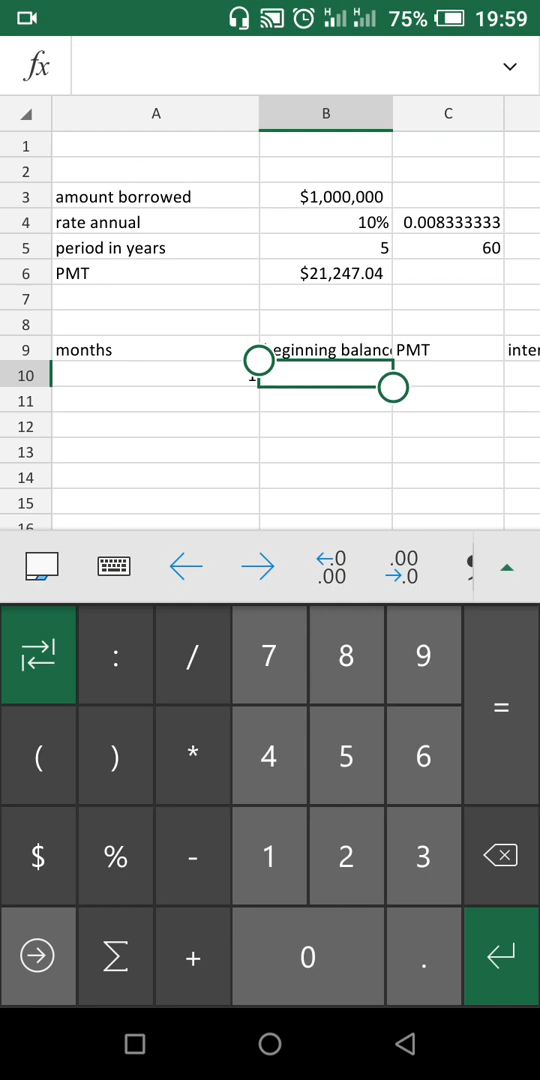 H H 75% 19:59
fx
A B C
1
2
3 amount borrowed $1,000,000
4 rate annual 10% 0.008333333
5 period in years 5 60
6 PMT $21,247.04
7
8
9 months eginning balanc PMT inter
10 1
11
12
13
14
15
16
←.0 .00
.00 →.0
: / 7 8 9 =
( ) * 4 5 6
$ % - 1 2 3
Σ + 0 .